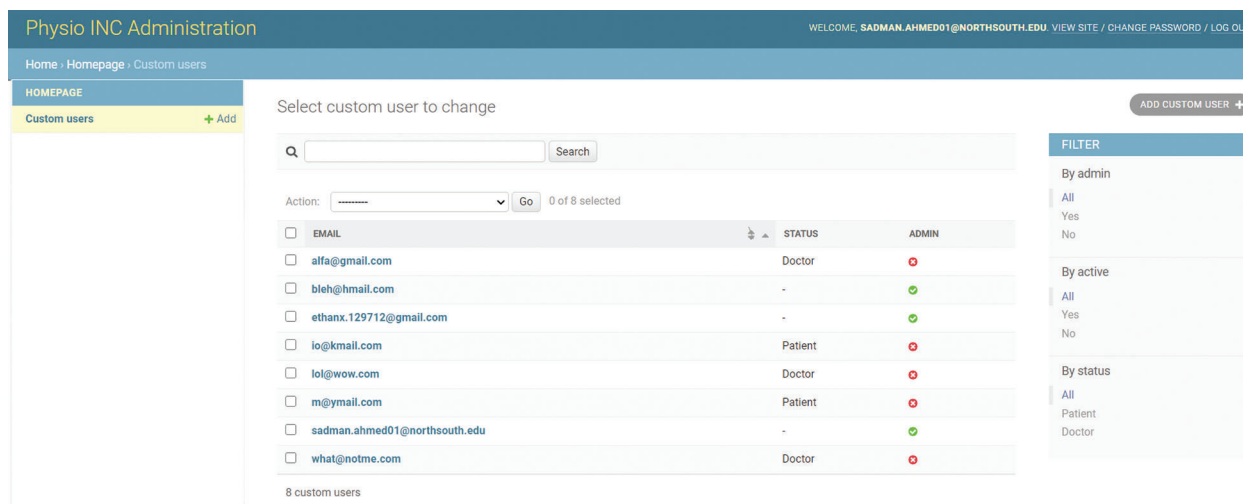 Physio INC Administration
WELCOME, SADMAN.AHMED01@NORTHSOUTH.EDU. VIEW SITE / CHANGE PASSWORD / LOG OU
Home › Homepage › Custom users
HOMEPAGE
Custom users + Add
Select custom user to change
ADD CUSTOM USER +
Search
Action: --------- Go 0 of 8 selected
EMAIL STATUS ADMIN
alfa@gmail.com Doctor
bleh@hmail.com -
ethanx.129712@gmail.com -
io@kmail.com Patient
lol@wow.com Doctor
m@ymail.com Patient
sadman.ahmed01@northsouth.edu -
what@notme.com Doctor
8 custom users
FILTER
By admin
All
Yes
No
By active
All
Yes
No
By status
All
Patient
Doctor